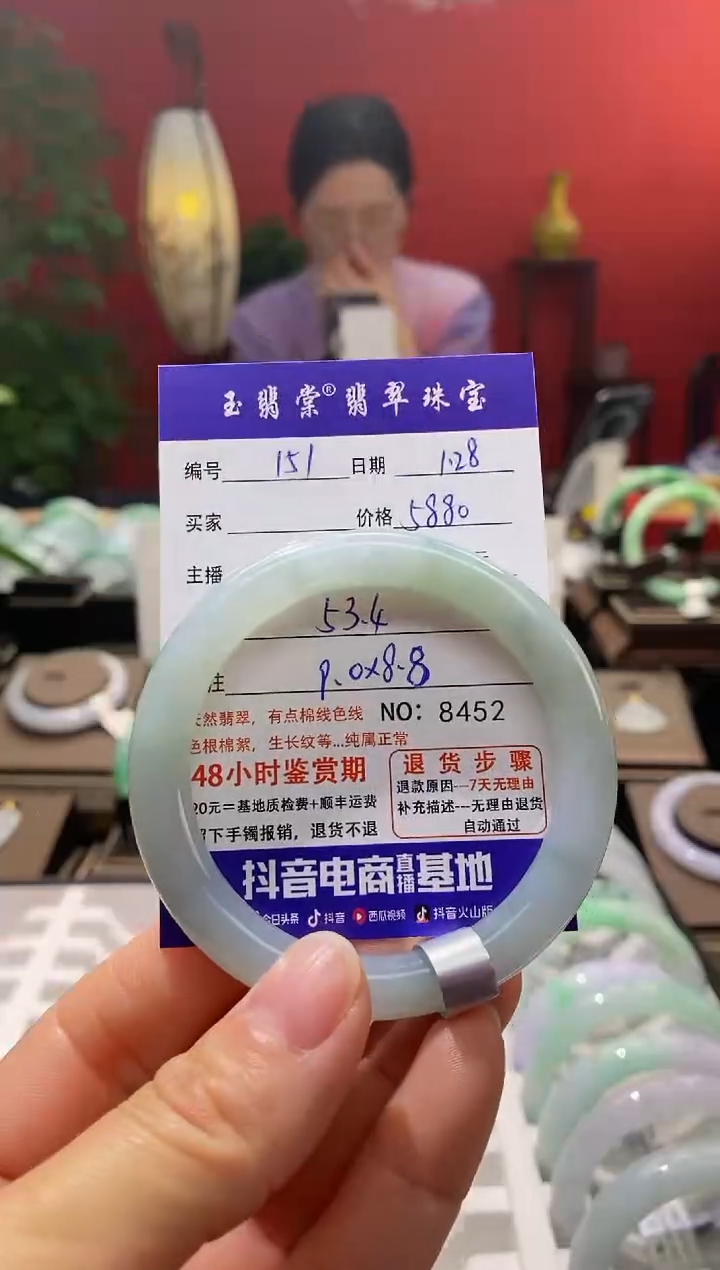 玉翡棠® 翡翠珠宝
编号 151 日期 1.28
买家 价格 5880
主播
53.4
注 9.0x8.8
天然翡翠，有点棉线色线 NO：8452
色根棉絮，生长纹等...纯属正常
48小时鉴赏期
20元＝基地质检费+顺丰运费
留下手镯报销，退货不退
退货步骤
退款原因---7天无理由
补充描述---无理由退货
自动通过
抖音电商直播基地
今日头条 抖音 西瓜视频 抖音火山版